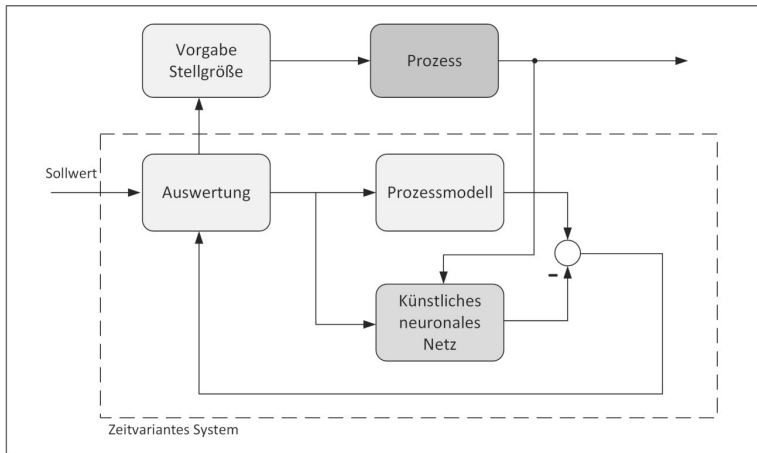 Vorgabe
Stellgröße
Prozess
Sollwert
Auswertung
Prozessmodell
-
Künstliches
neuronales
Netz
Zeitvariantes System